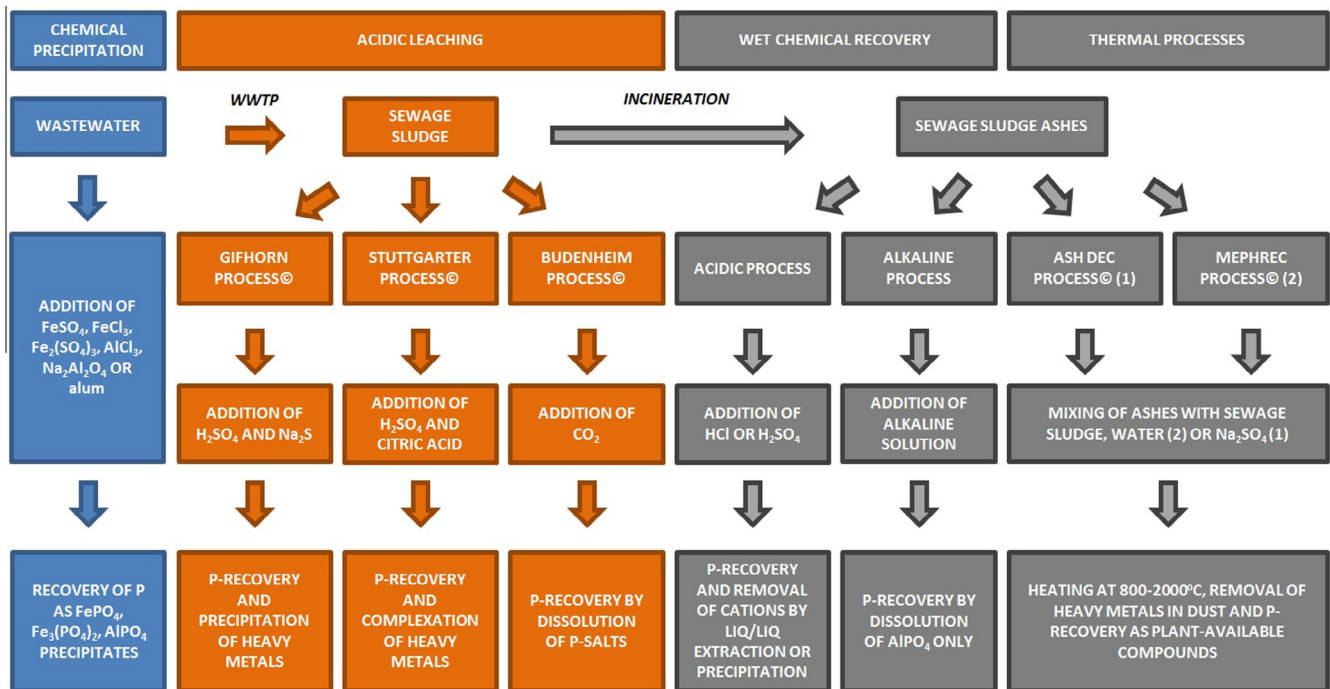 CHEMICAL
PRECIPITATION
ACIDIC LEACHING
WET CHEMICAL RECOVERY
THERMAL PROCESSES
WASTEWATER
WWTP
SEWAGE
SLUDGE
INCINERATION
SEWAGE SLUDGE ASHES
ADDITION OF
FeSO₄, FeCl₃,
Fe₂(SO₄)₃, AlCl₃,
Na₂Al₂O₄ OR
alum
GIFHORN
PROCESS©
STUTTGARTER
PROCESS©
BUDENHEIM
PROCESS©
ACIDIC PROCESS
ALKALINE
PROCESS
ASH DEC
PROCESS© (1)
MEPHREC
PROCESS© (2)
ADDITION OF
H₂SO₄ AND Na₂S
ADDITION OF
H₂SO₄ AND
CITRIC ACID
ADDITION OF
CO₂
ADDITION OF
HCl OR H₂SO₄
ADDITION OF
ALKALINE
SOLUTION
MIXING OF ASHES WITH SEWAGE
SLUDGE, WATER (2) OR Na₂SO₄ (1)
RECOVERY OF P
AS FePO₄,
Fe₃(PO₄)₂, AlPO₄
PRECIPITATES
P-RECOVERY
AND
PRECIPITATION
OF HEAVY
METALS
P-RECOVERY
AND
COMPLEXATION
OF HEAVY
METALS
P-RECOVERY BY
DISSOLUTION
OF P-SALTS
P-RECOVERY
AND REMOVAL
OF CATIONS BY
LIQ/LIQ
EXTRACTION OR
PRECIPITATION
P-RECOVERY BY
DISSOLUTION
OF AlPO₄ ONLY
HEATING AT 800-2000ºC, REMOVAL OF
HEAVY METALS IN DUST AND P-
RECOVERY AS PLANT-AVAILABLE
COMPOUNDS